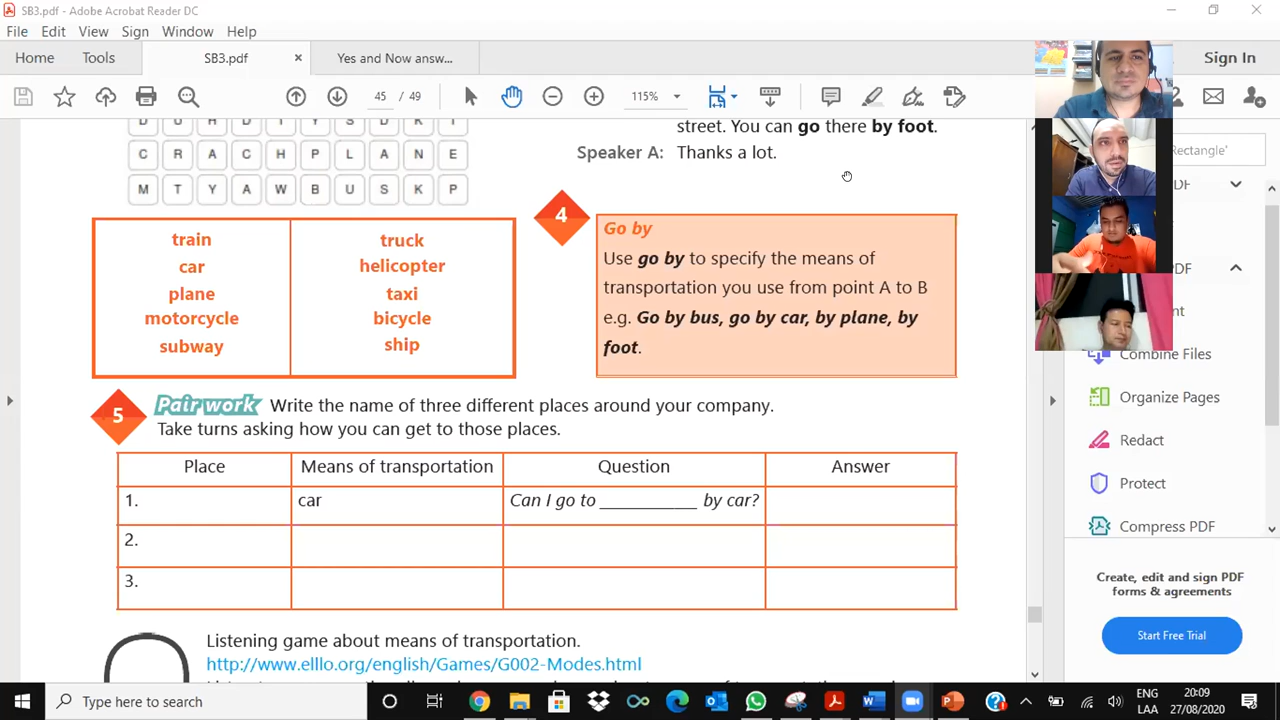 SB3.pdf - Adobe Acrobat Reader DC
File Edit View Sign Window Help
Home Tools SB3.pdf × Yes and Now answ... Sign In
45 / 49 115%
street. You can go there by foot.
Speaker A: Thanks a lot.
C R A C H P L A N E
M T Y A W B U S K P
train truck
car helicopter
plane taxi
motorcycle bicycle
subway ship
4
Go by
Use go by to specify the means of
transportation you use from point A to B
e.g. Go by bus, go by car, by plane, by
foot.
5 Pair work Write the name of three different places around your company.
Take turns asking how you can get to those places.
Place Means of transportation Question Answer
1. car Can I go to ____________ by car?
2.
3.
Listening game about means of transportation.
http://www.elllo.org/english/Games/G002-Modes.html
Rectangle'
Combine Files
Organize Pages
Redact
Protect
Compress PDF
Create, edit and sign PDF
forms & agreements
Start Free Trial
Type here to search
ENG
LAA
20:09
27/08/2020